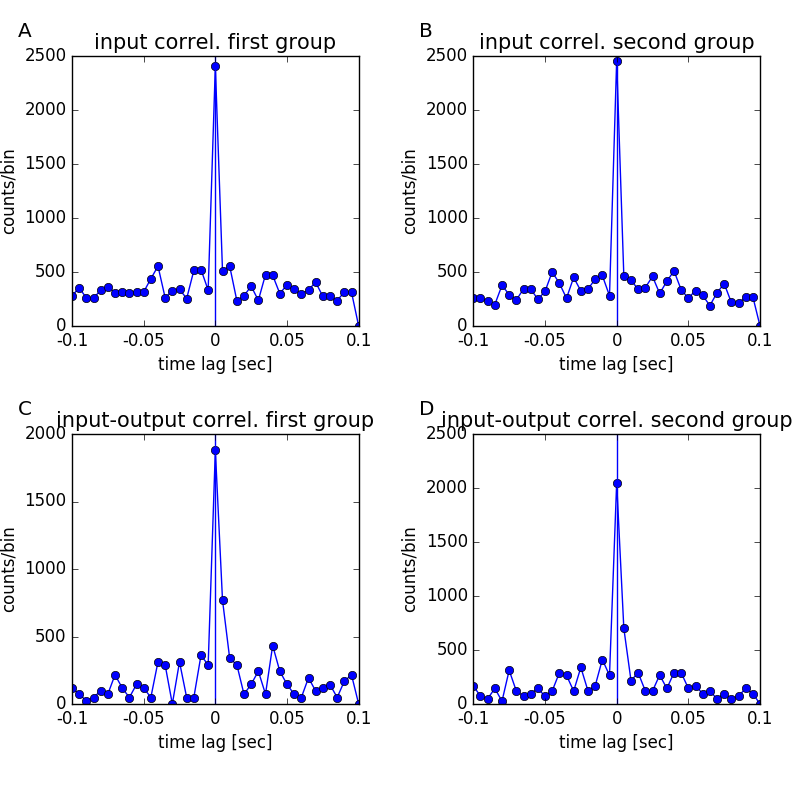 A
input correl. first group
2500
2000
1500
1000
500
0
counts/bin
-0.1 -0.05 0 0.05 0.1
time lag [sec]
B
input correl. second group
2500
2000
1500
1000
500
0
counts/bin
-0.1 -0.05 0 0.05 0.1
time lag [sec]
C
input-output correl. first group
2000
1500
1000
500
0
counts/bin
-0.1 -0.05 0 0.05 0.1
time lag [sec]
D
input-output correl. second group
2500
2000
1500
1000
500
0
counts/bin
-0.1 -0.05 0 0.05 0.1
time lag [sec]